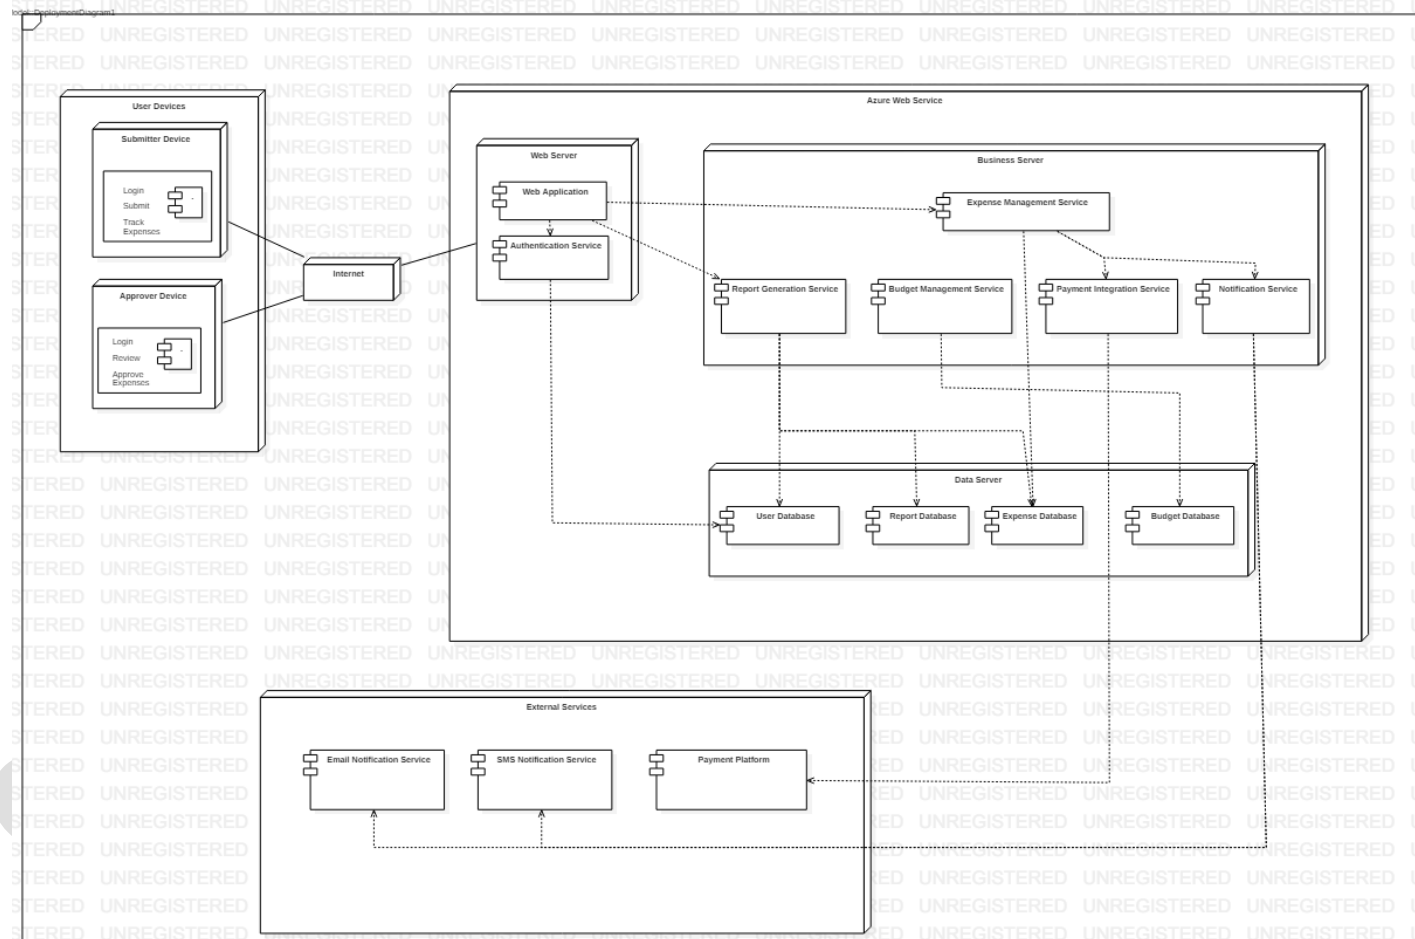 DeploymentDiagram1
User Devices
Submitter Device
Login
Submit
Track
Expenses
Approver Device
Login
Review
Approve
Expenses
Internet
Azure Web Service
Web Server
Web Application
Authentication Service
Business Server
Expense Management Service
Report Generation Service
Budget Management Service
Payment Integration Service
Notification Service
Data Server
User Database
Report Database
Expense Database
Budget Database
External Services
Email Notification Service
SMS Notification Service
Payment Platform
UNREGISTERED